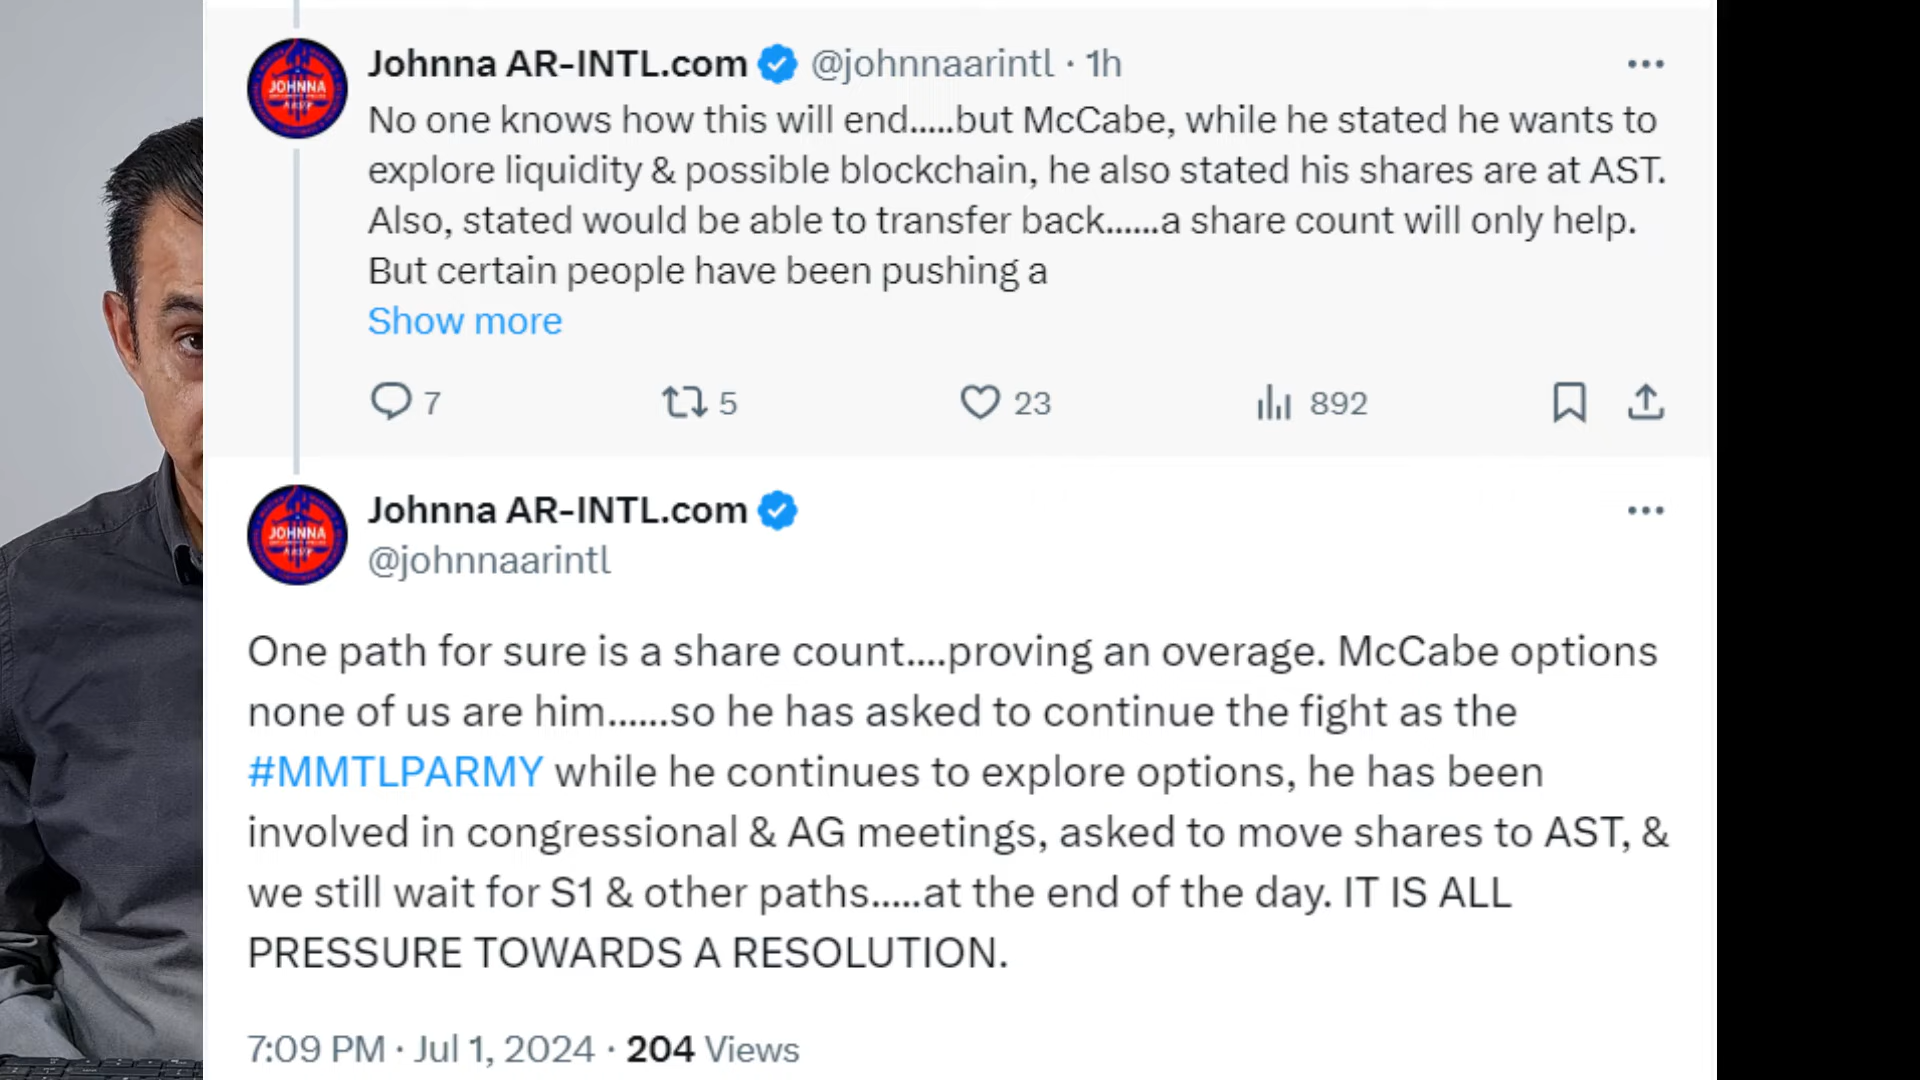 Johnna AR-INTL.com @johnnaarintl · 1h
No one knows how this will end.....but McCabe, while he stated he wants to
explore liquidity & possible blockchain, he also stated his shares are at AST.
Also, stated would be able to transfer back......a share count will only help.
But certain people have been pushing a
Show more
7 5 23 892
JOHNNA
Johnna AR-INTL.com
@johnnaarintl
JOHNNA
One path for sure is a share count....proving an overage. McCabe options
none of us are him......so he has asked to continue the fight as the
#MMTLPARMY while he continues to explore options, he has been
involved in congressional & AG meetings, asked to move shares to AST, &
we still wait for S1 & other paths.....at the end of the day. IT IS ALL
PRESSURE TOWARDS A RESOLUTION.
7:09 PM · Jul 1, 2024 · 204 Views